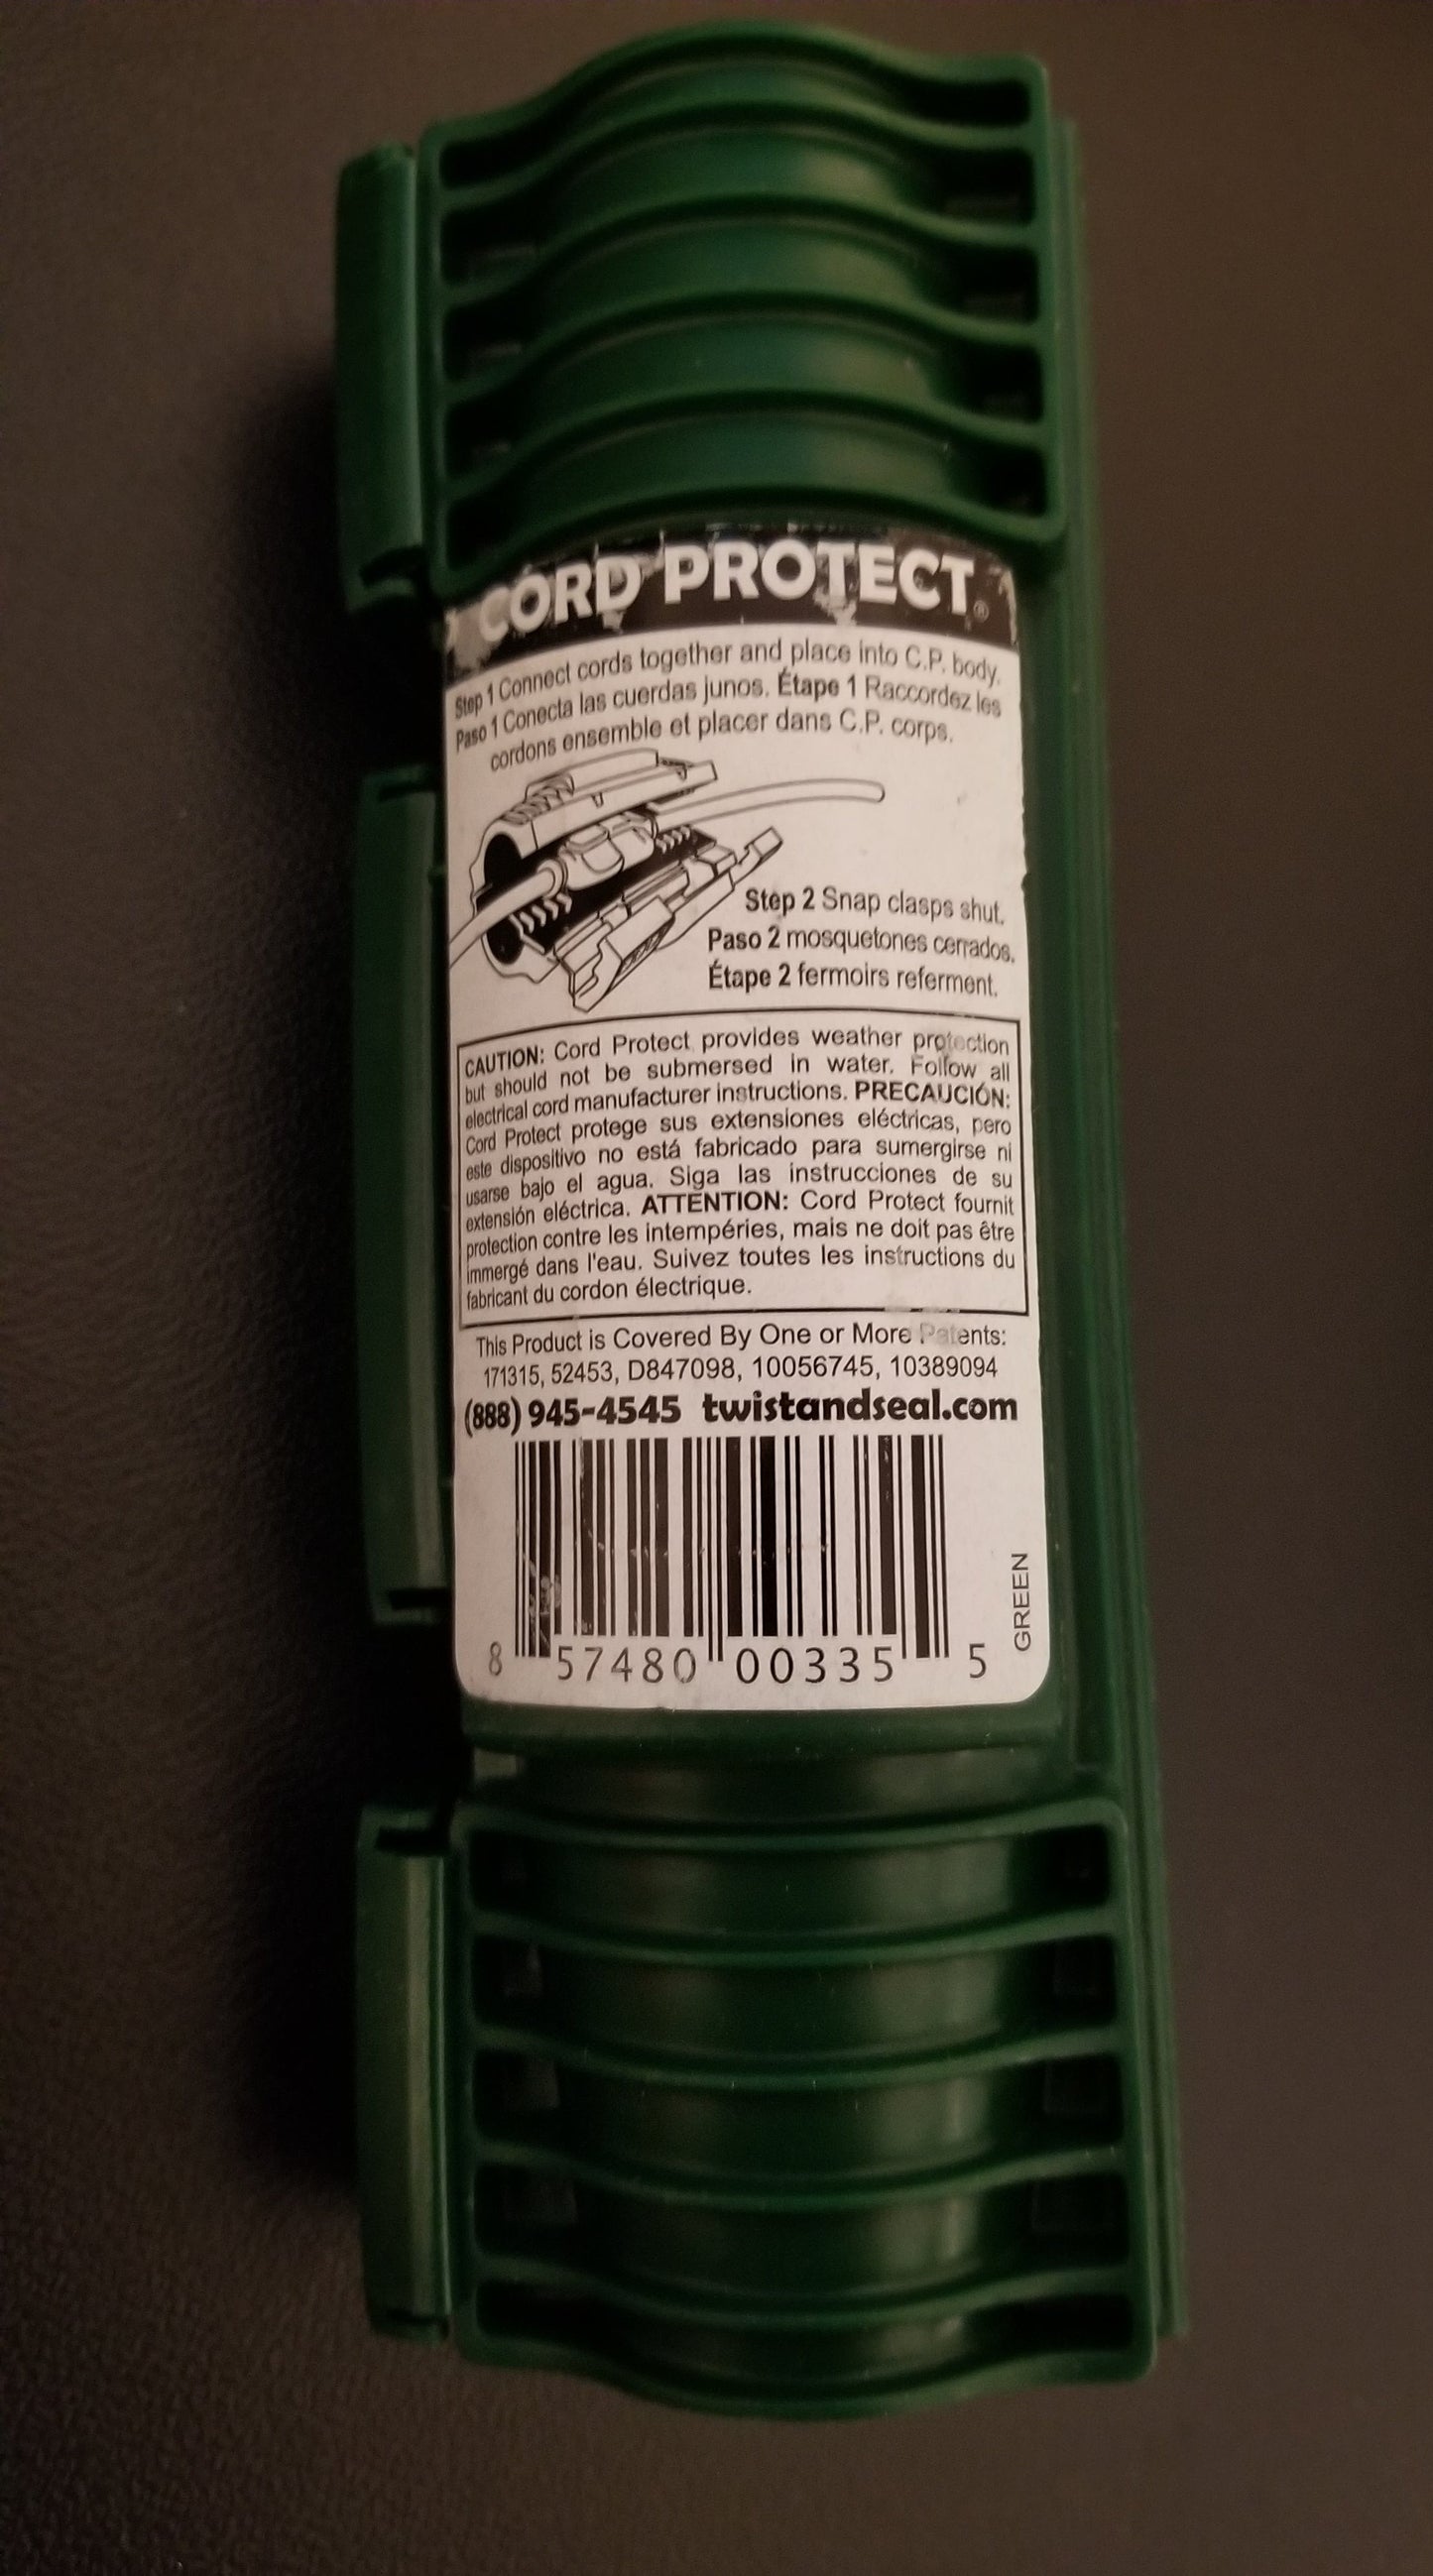 CORD PROTECT®
Step 1 Connect cords together and place into C.P. body.
Paso 1 Conecta las cuerdas junos. Étape 1 Raccordez les
cordons ensemble et placer dans C.P. corps.
Step 2 Snap clasps shut.
Paso 2 mosquetones cerrados.
Étape 2 fermoirs referment.
CAUTION: Cord Protect provides weather protection
but should not be submersed in water. Follow all
electrical cord manufacturer instructions. PRECAUCIÓN:
Cord Protect protege sus extensiones eléctricas, pero
este dispositivo no está fabricado para sumergirse ni
usarse bajo el agua. Siga las instrucciones de su
extensión eléctrica. ATTENTION: Cord Protect fournit
protection contre les intempéries, mais ne doit pas être
immergé dans l'eau. Suivez toutes les instructions du
fabricant du cordon électrique.
This Product is Covered By One or More Patents:
171315, 52453, D847098, 10056745, 10389094
(888) 945-4545 twistandseal.com
8 57480 00335 5
GREEN